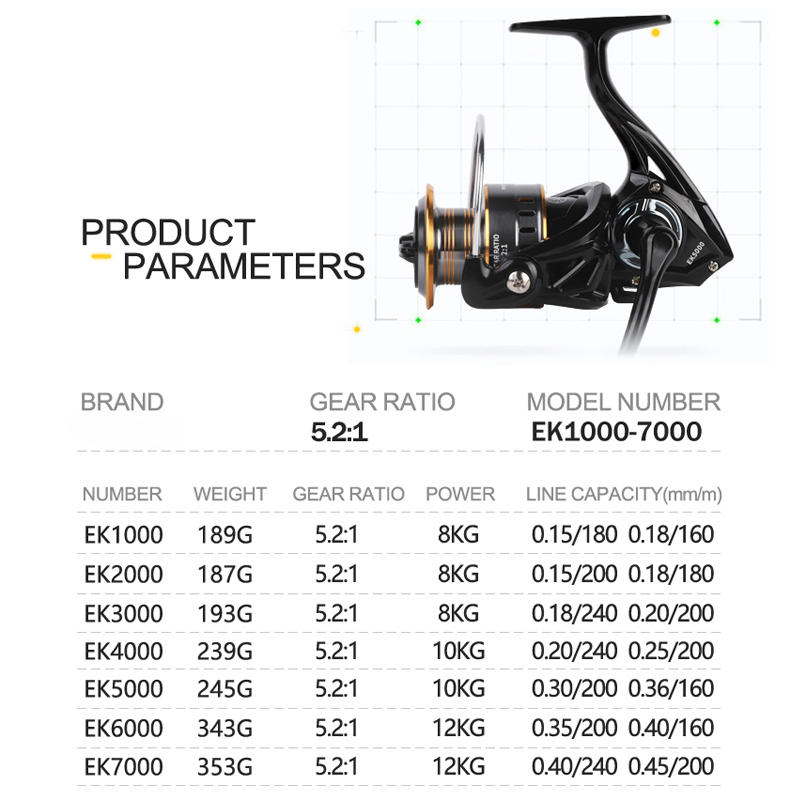 PRODUCT
PARAMETERS
GEAR RATIO
2:1
EK5000
BRAND GEAR RATIO MODEL NUMBER
5.2:1 EK1000-7000
NUMBER WEIGHT GEAR RATIO POWER LINE CAPACITY(mm/m)
EK1000 189G 5.2:1 8KG 0.15/180 0.18/160
EK2000 187G 5.2:1 8KG 0.15/200 0.18/180
EK3000 193G 5.2:1 8KG 0.18/240 0.20/200
EK4000 239G 5.2:1 10KG 0.20/240 0.25/200
EK5000 245G 5.2:1 10KG 0.30/200 0.36/160
EK6000 343G 5.2:1 12KG 0.35/200 0.40/160
EK7000 353G 5.2:1 12KG 0.40/240 0.45/200